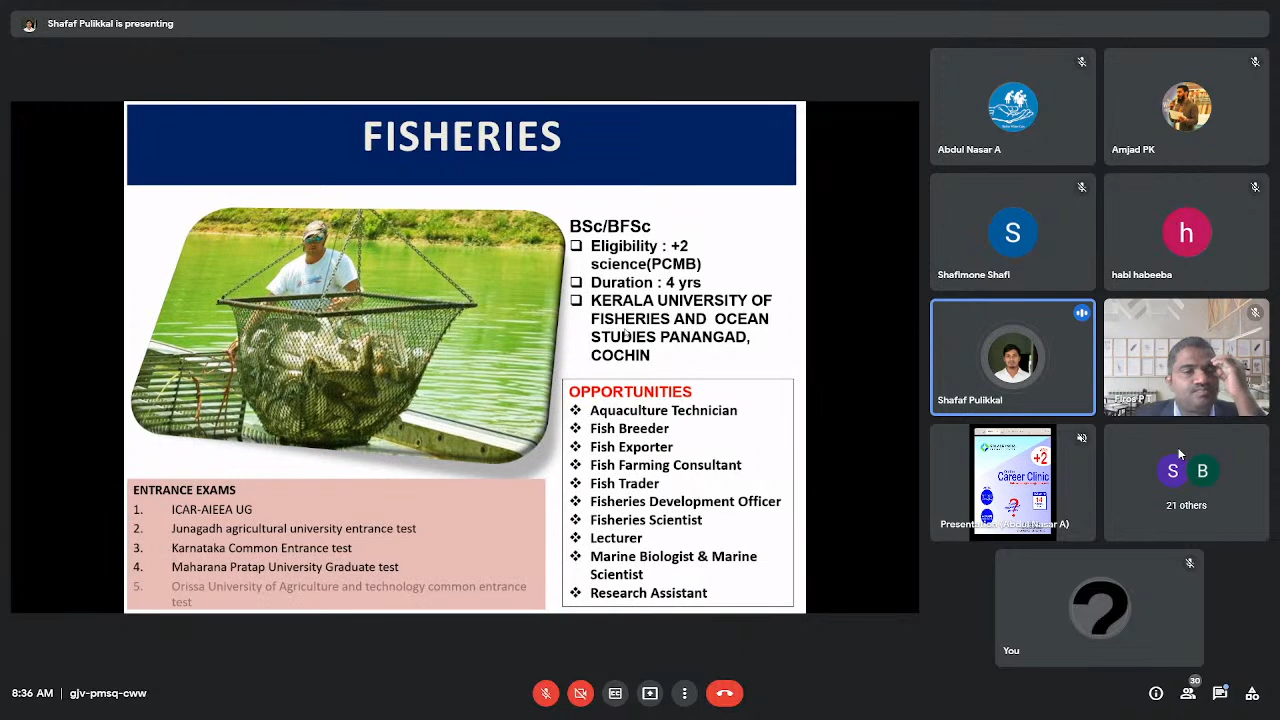 Shafaf Pulikkal is presenting
FISHERIES
BSc/BFSc
Eligibility : +2
science(PCMB)
Duration : 4 yrs
KERALA UNIVERSITY OF
FISHERIES AND OCEAN
STUDIES PANANGAD,
COCHIN
OPPORTUNITIES
Aquaculture Technician
Fish Breeder
Fish Exporter
Fish Farming Consultant
Fish Trader
Fisheries Development Officer
Fisheries Scientist
Lecturer
Marine Biologist & Marine
Scientist
Research Assistant
ENTRANCE EXAMS
1. ICAR-AIEEA UG
2. Junagadh agricultural university entrance test
3. Karnataka Common Entrance test
4. Maharana Pratap University Graduate test
5. Orissa University of Agriculture and technology common entrance
test
Abdul Nasar A
Amjad PK
S
Shafimone Shafi
h
habi habeeba
Shafaf Pulikkal
Firoz P T
+2
Career Clinic
14
Presentation (Abdul Nasar A)
S B
21 others
?
You
8:36 AM | gjv-pmsq-cww
30